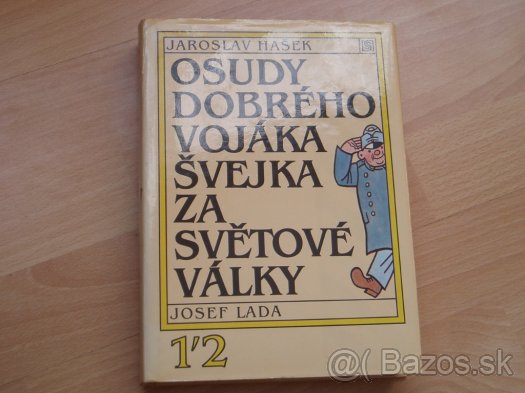 JAROSLAV HAŠEK
OSUDY
DOBRÉHO
VOJÁKA
ŠVEJKA
ZA
SVĚTOVÉ
VÁLKY
JOSEF LADA
1'2
@( Bazos.sk